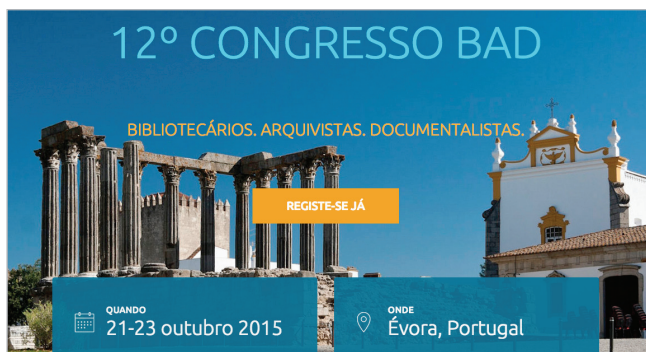 12º CONGRESSO BAD
BIBLIOTECÁRIOS. ARQUIVISTAS. DOCUMENTALISTAS.
REGISTE-SE JÁ
QUANDO
21-23 outubro 2015
ONDE
Évora, Portugal